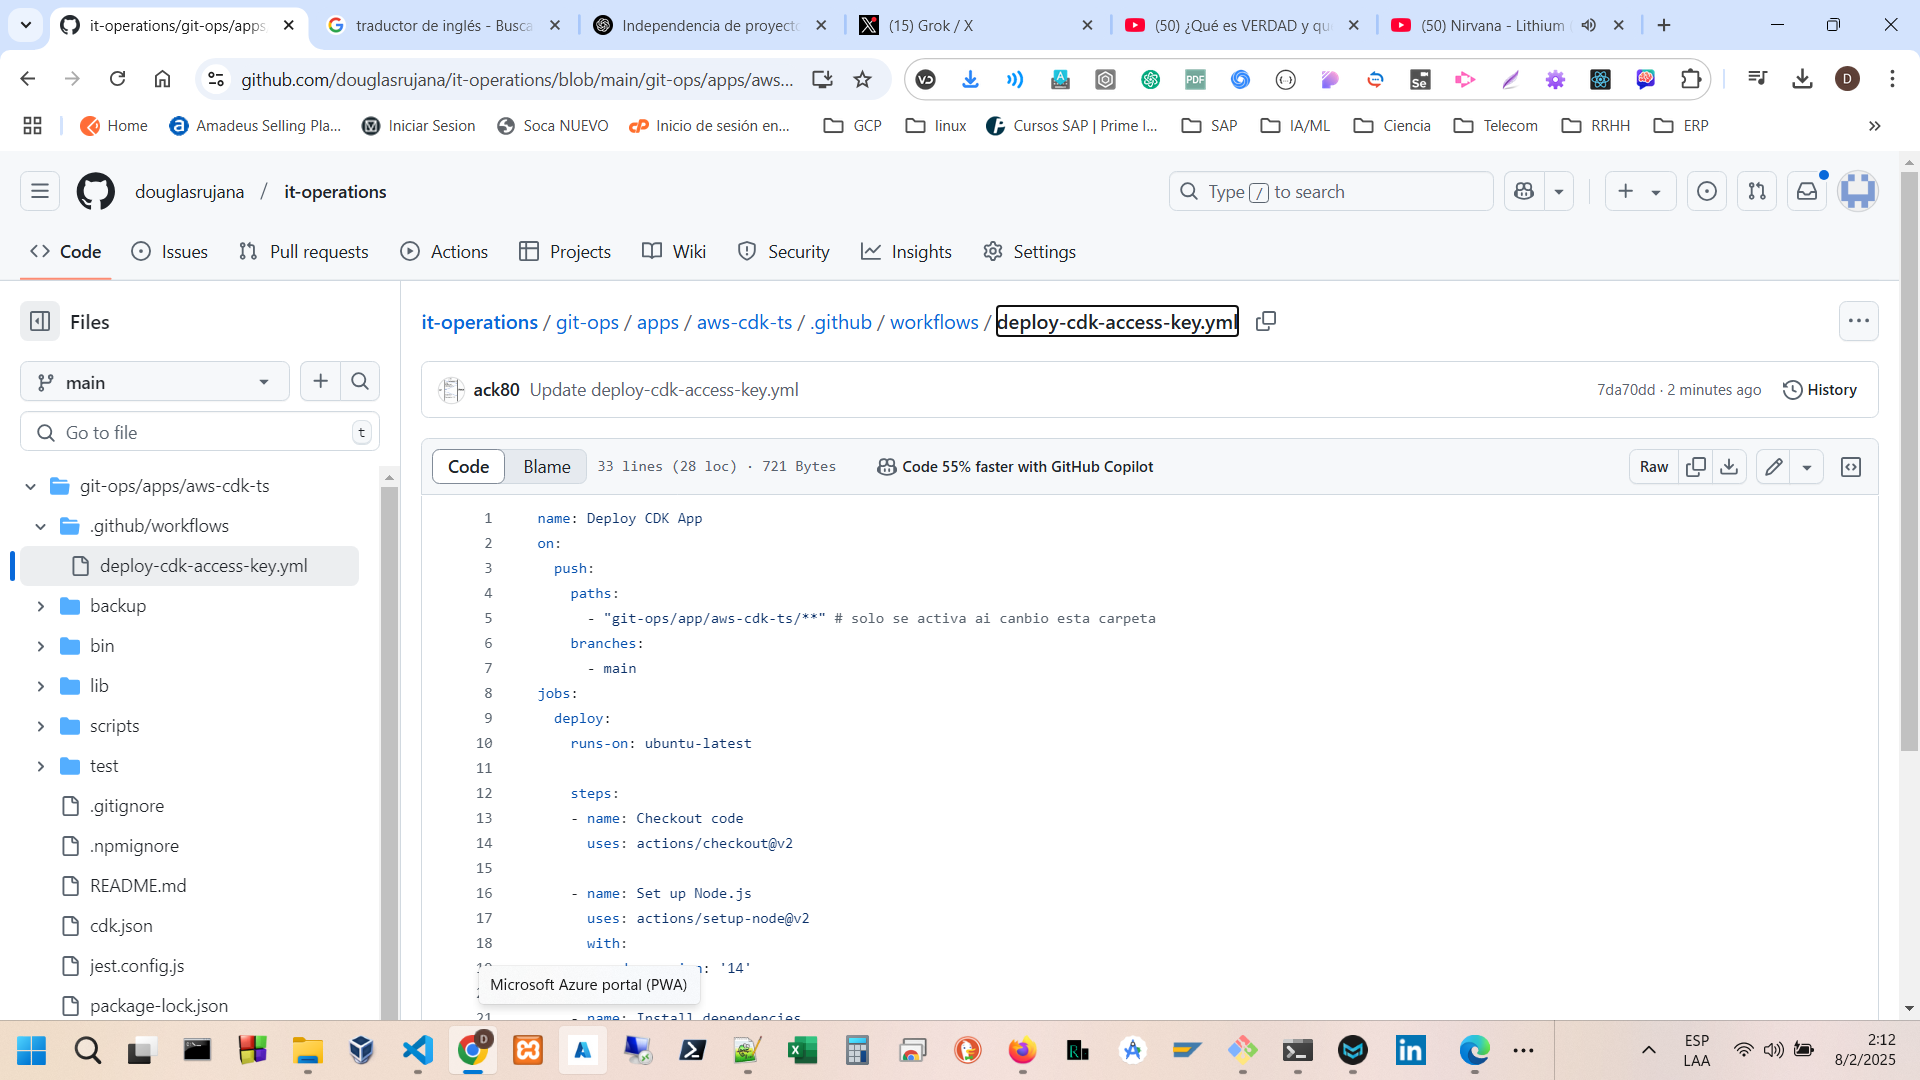 it-operations/git-ops/apps
traductor de inglés - Busca
Independencia de proyecto
(15) Grok / X
(50) ¿Qué es VERDAD y qu
(50) Nirvana - Lithium
github.com/douglasrujana/it-operations/blob/main/git-ops/apps/aws...
Home
Amadeus Selling Pla...
Iniciar Sesion
Soca NUEVO
Inicio de sesión en...
GCP
linux
Cursos SAP | Prime I...
SAP
IA/ML
Ciencia
Telecom
RRHH
ERP
douglasrujana / it-operations
Type / to search
Code
Issues
Pull requests
Actions
Projects
Wiki
Security
Insights
Settings
Files
main
Go to file
t
git-ops/apps/aws-cdk-ts
.github/workflows
deploy-cdk-access-key.yml
backup
bin
lib
scripts
test
.gitignore
.npmignore
README.md
cdk.json
jest.config.js
package-lock.json
it-operations / git-ops / apps / aws-cdk-ts / .github / workflows / deploy-cdk-access-key.yml
ack80 Update deploy-cdk-access-key.yml
7da70dd · 2 minutes ago
History
Code
Blame
33 lines (28 loc) · 721 Bytes
Code 55% faster with GitHub Copilot
Raw
1 name: Deploy CDK App
2 on:
3 push:
4 paths:
5 - "git-ops/app/aws-cdk-ts/**" # solo se activa ai canbio esta carpeta
6 branches:
7 - main
8 jobs:
9 deploy:
10 runs-on: ubuntu-latest
11
12 steps:
13 - name: Checkout code
14 uses: actions/checkout@v2
15
16 - name: Set up Node.js
17 uses: actions/setup-node@v2
18 with:
19 : '14'
Microsoft Azure portal (PWA)
21 - name: Install dependencies
ESP
LAA
2:12
8/2/2025